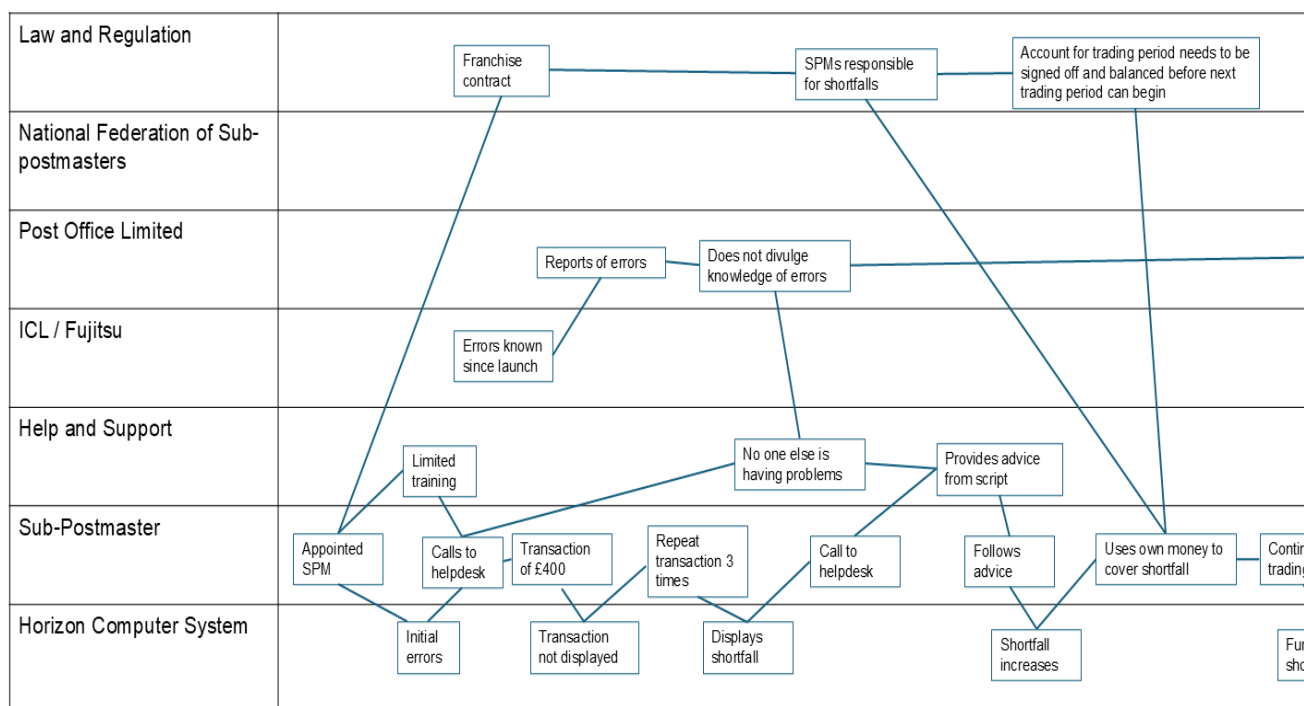 Law and Regulation
Franchise
contract
SPMs responsible
for shortfalls
Account for trading period needs to be
signed off and balanced before next
trading period can begin
National Federation of Sub-
postmasters
Post Office Limited
Reports of errors
Does not divulge
knowledge of errors
ICL / Fujitsu
Errors known
since launch
Help and Support
Limited
training
No one else is
having problems
Provides advice
from script
Sub-Postmaster
Appointed
SPM
Calls to
helpdesk
Transaction
of £400
Repeat
transaction 3
times
Call to
helpdesk
Follows
advice
Uses own money to
cover shortfall
trading
Horizon Computer System
Initial
errors
Transaction
not displayed
Displays
shortfall
Shortfall
increases